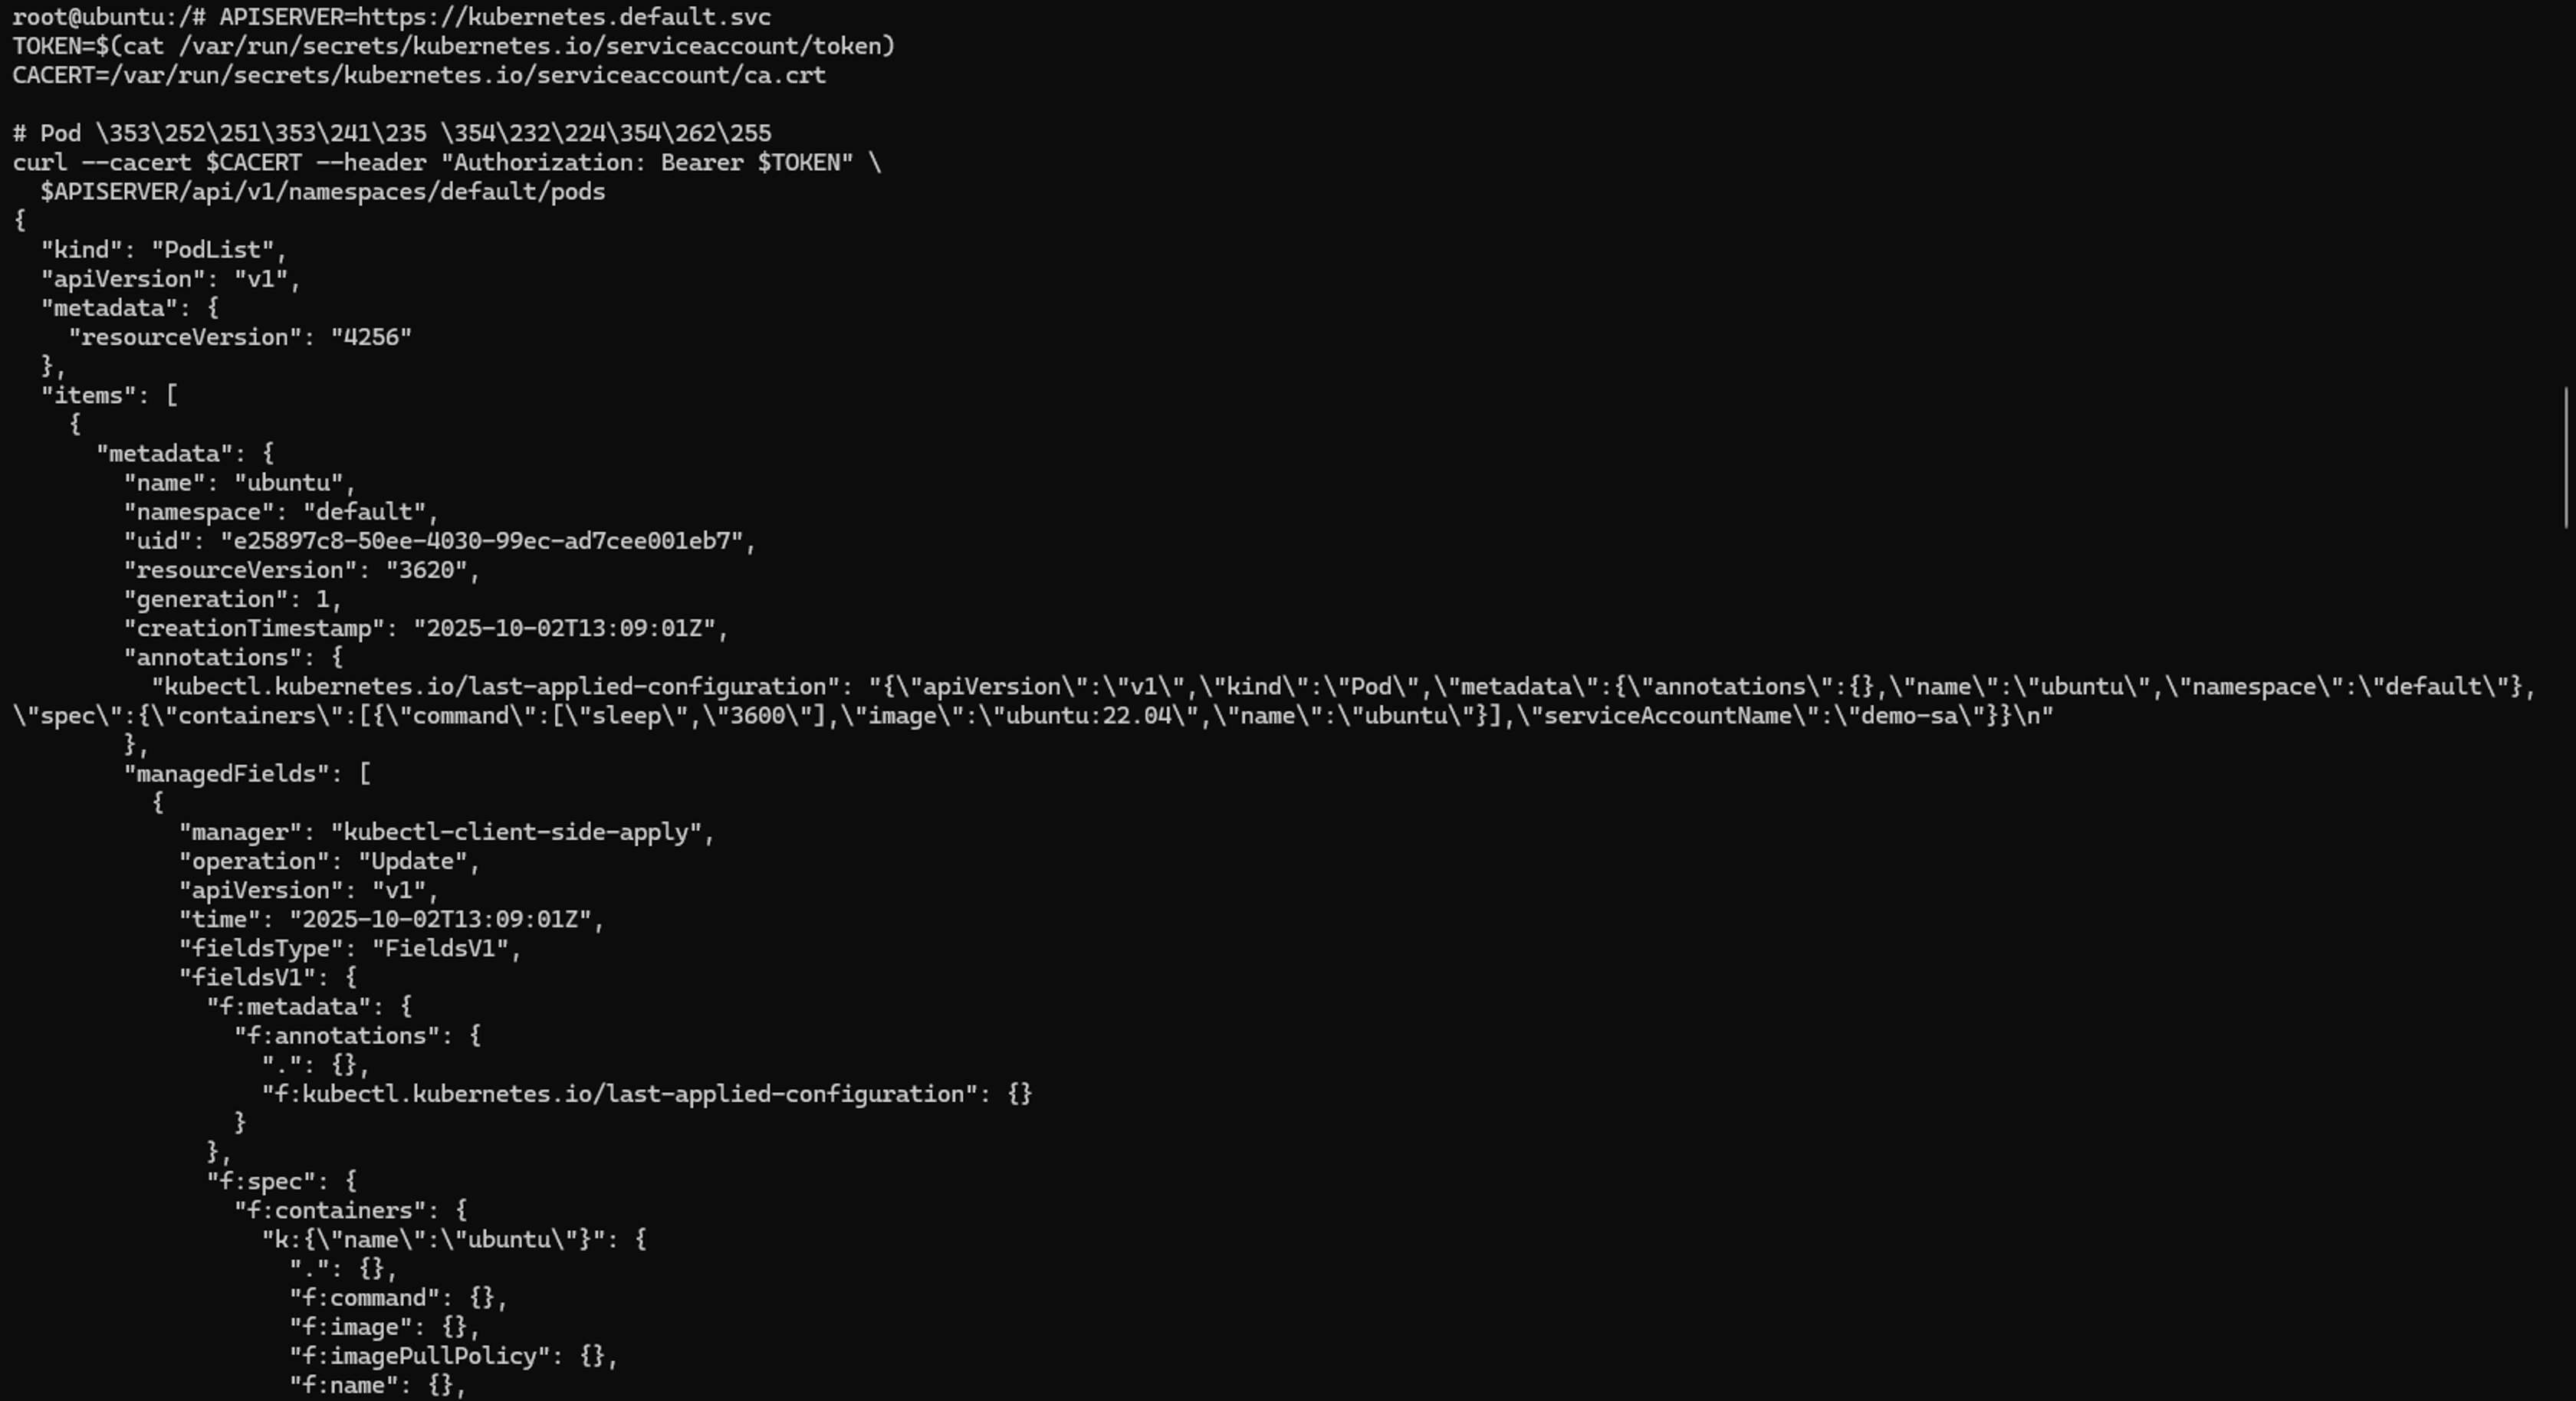 root@ubuntu:/# APISERVER=https://kubernetes.default.svc
TOKEN=$(cat /var/run/secrets/kubernetes.io/serviceaccount/token)
CACERT=/var/run/secrets/kubernetes.io/serviceaccount/ca.crt

# Pod \353\252\251\353\241\235 \354\232\224\354\262\255
curl --cacert $CACERT --header "Authorization: Bearer $TOKEN" \
  $APISERVER/api/v1/namespaces/default/pods
{
  "kind": "PodList",
  "apiVersion": "v1",
  "metadata": {
    "resourceVersion": "4256"
  },
  "items": [
    {
      "metadata": {
        "name": "ubuntu",
        "namespace": "default",
        "uid": "e25897c8-50ee-4030-99ec-ad7cee001eb7",
        "resourceVersion": "3620",
        "generation": 1,
        "creationTimestamp": "2025-10-02T13:09:01Z",
        "annotations": {
          "kubectl.kubernetes.io/last-applied-configuration": "{\"apiVersion\":\"v1\",\"kind\":\"Pod\",\"metadata\":{\"annotations\":{},\"name\":\"ubuntu\",\"namespace\":\"default\"},
\"spec\":{\"containers\":[{\"command\":[\"sleep\",\"3600\"],\"image\":\"ubuntu:22.04\",\"name\":\"ubuntu\"}],\"serviceAccountName\":\"demo-sa\"}}\n"
        },
        "managedFields": [
          {
            "manager": "kubectl-client-side-apply",
            "operation": "Update",
            "apiVersion": "v1",
            "time": "2025-10-02T13:09:01Z",
            "fieldsType": "FieldsV1",
            "fieldsV1": {
              "f:metadata": {
                "f:annotations": {
                  ".": {},
                  "f:kubectl.kubernetes.io/last-applied-configuration": {}
                }
              },
              "f:spec": {
                "f:containers": {
                  "k:{\"name\":\"ubuntu\"}": {
                    ".": {},
                    "f:command": {},
                    "f:image": {},
                    "f:imagePullPolicy": {},
                    "f:name": {},